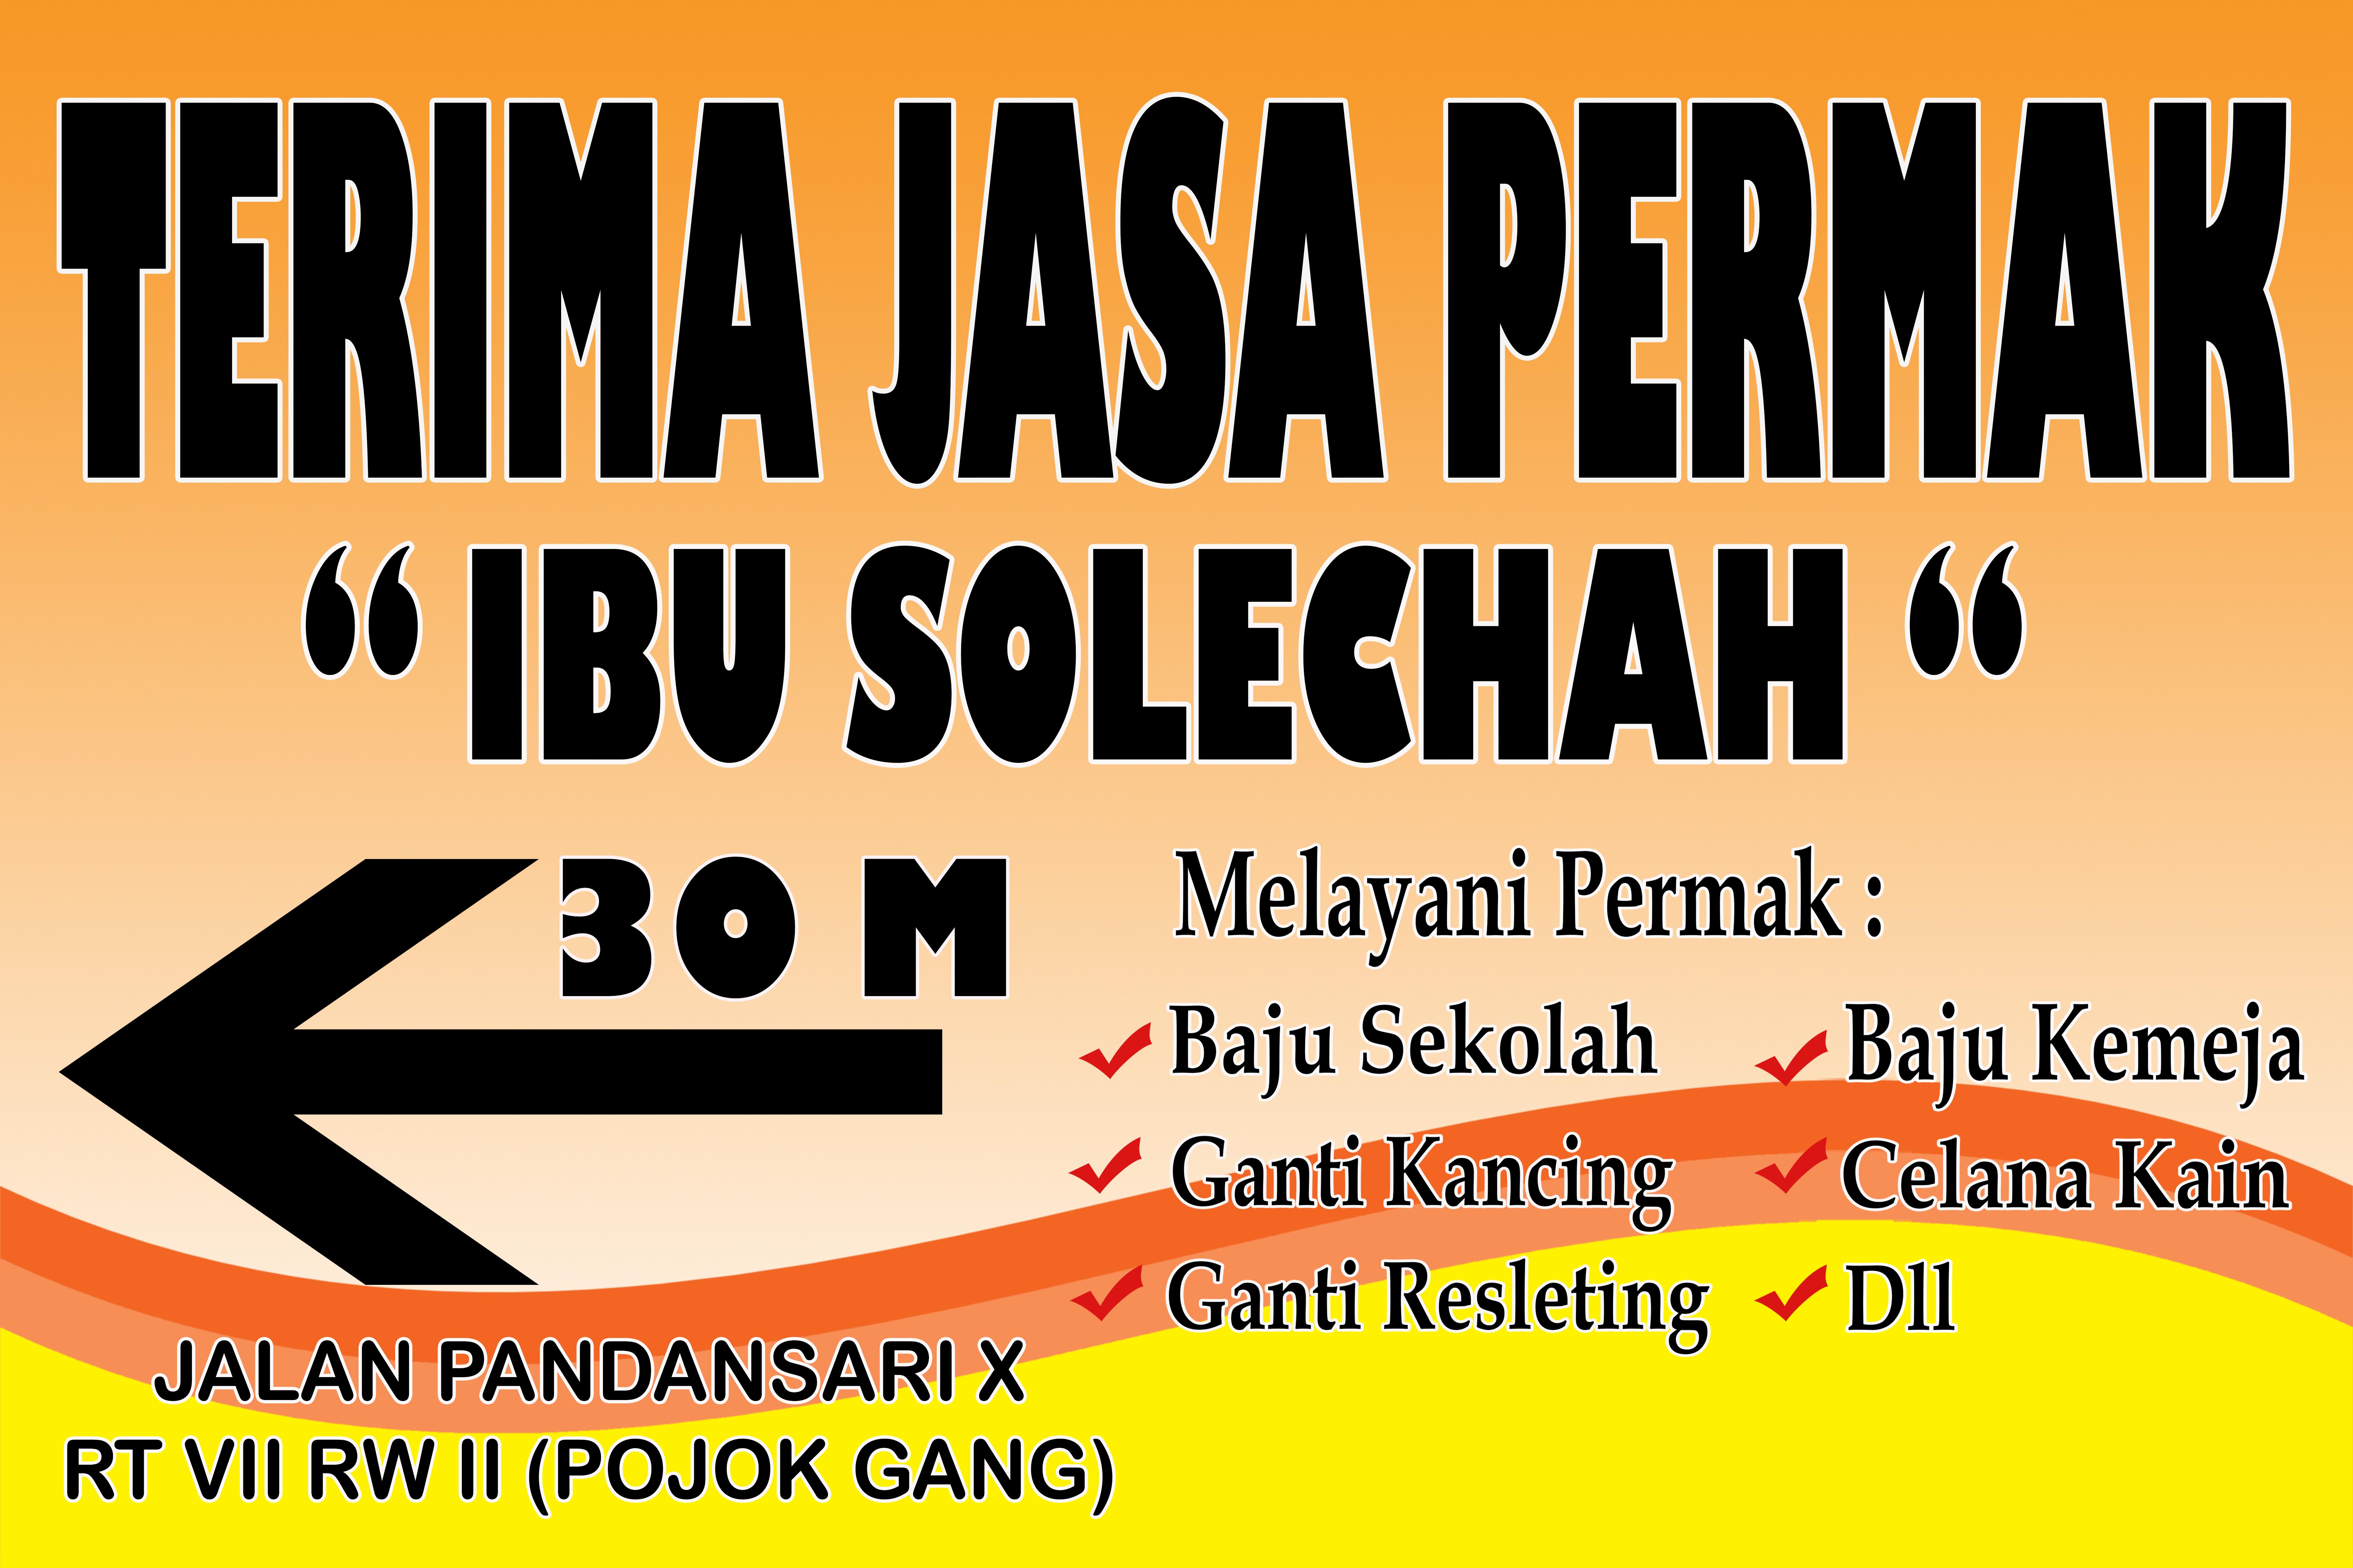 TERIMA JASA PERMAK
“ IBU SOLECHAH “
30 M
Melayani Permak :
Baju Sekolah
Ganti Kancing
Ganti Resleting
Baju Kemeja
Celana Kain
Dll
JALAN PANDANSARI X
RT VII RW II (POJOK GANG)